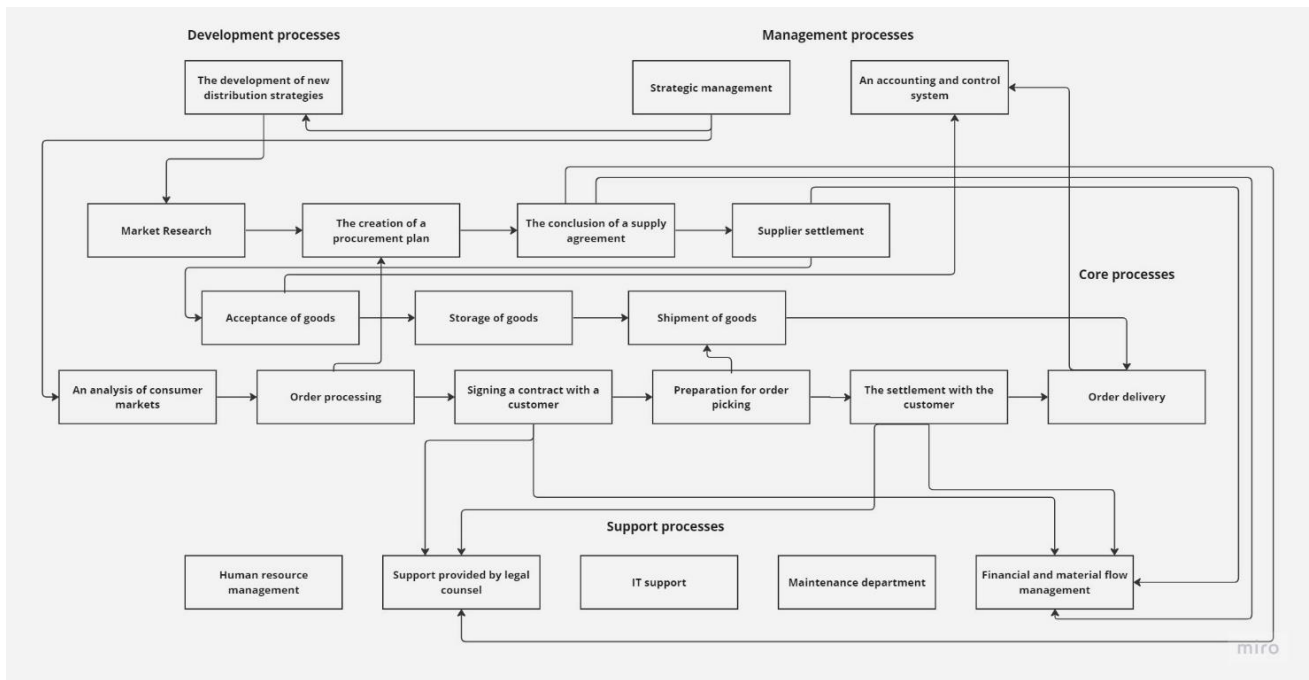 Development processes
Management processes
The development of new
distribution strategies
Strategic management
An accounting and control
system
Market Research
The creation of a
procurement plan
The conclusion of a supply
agreement
Supplier settlement
Core processes
Acceptance of goods
Storage of goods
Shipment of goods
An analysis of consumer
markets
Order processing
Signing a contract with a
customer
Preparation for order
picking
The settlement with the
customer
Order delivery
Support processes
Human resource
management
Support provided by legal
counsel
IT support
Maintenance department
Financial and material flow
management
miro